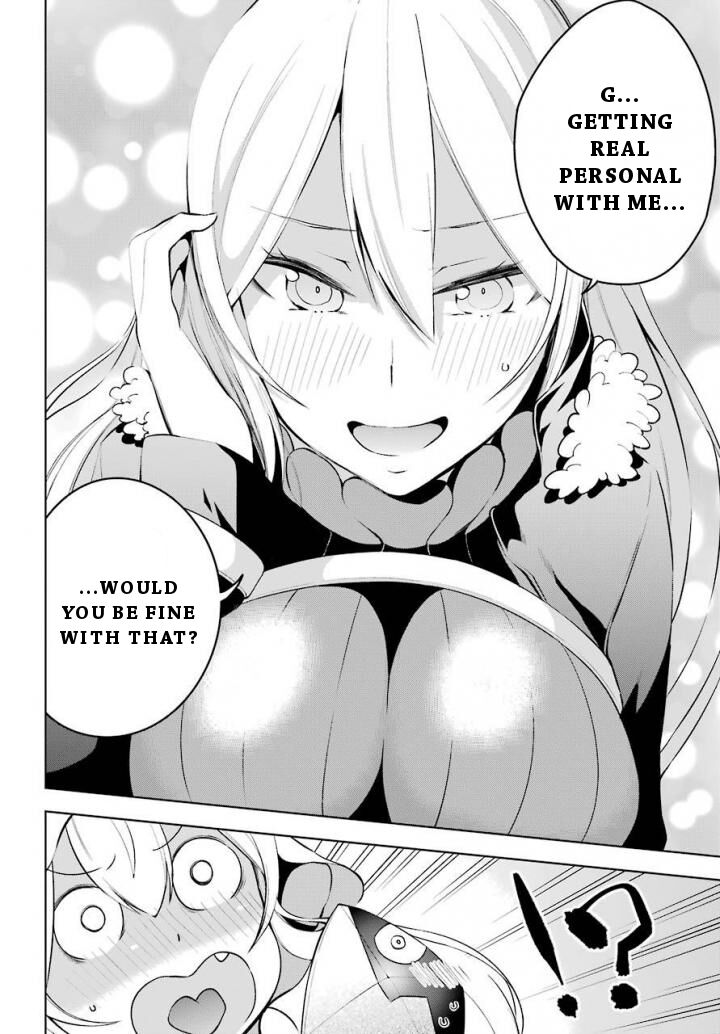 G...
GETTING
REAL
PERSONAL
WITH ME...
...WOULD
YOU BE FINE
WITH THAT?
!?